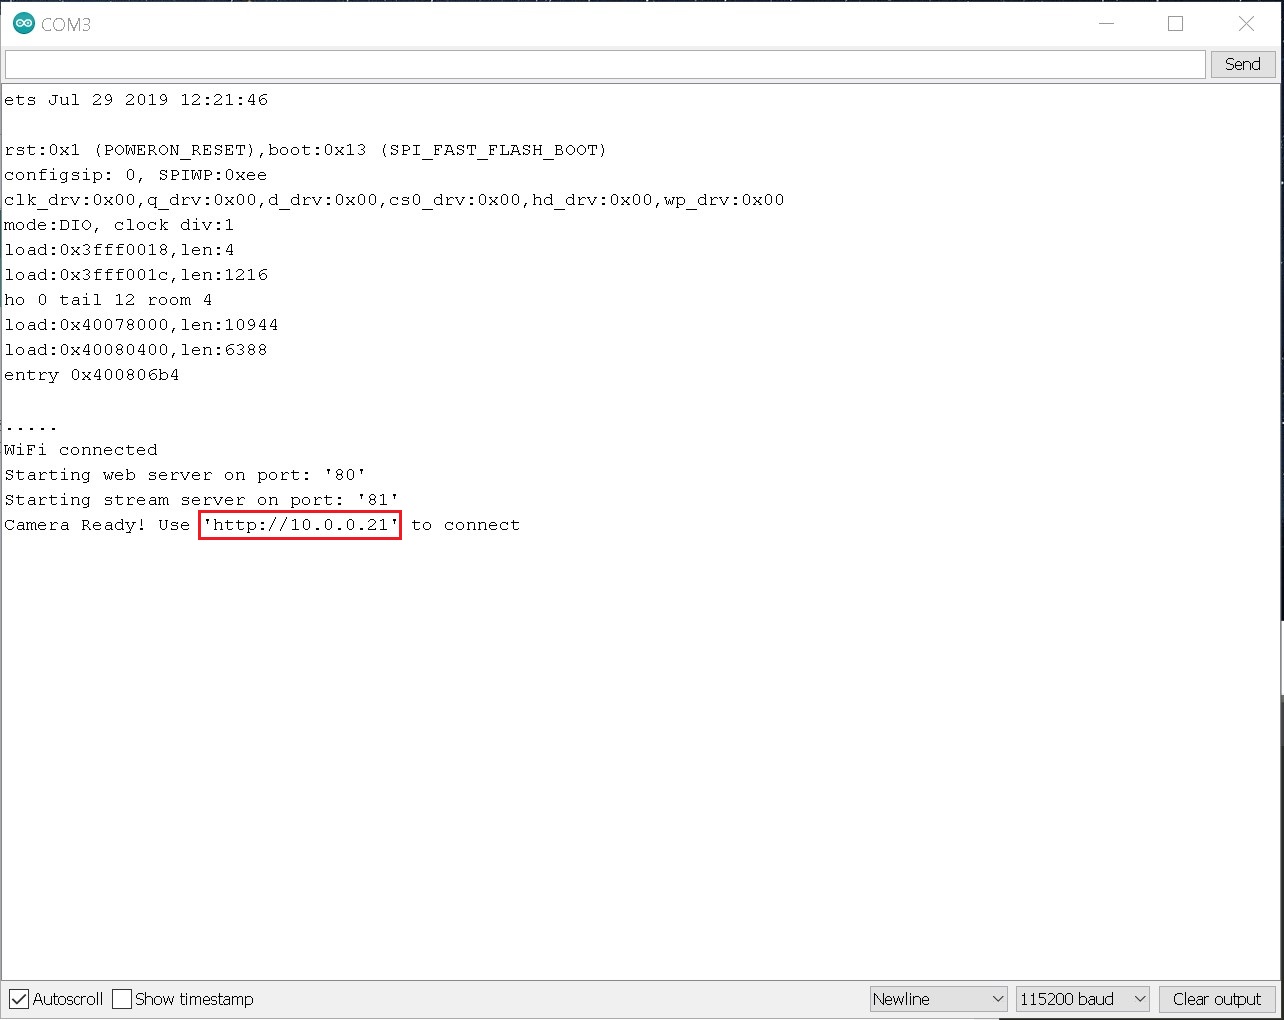 COM3
Send
ets Jul 29 2019 12:21:46
rst:0x1 (POWERON_RESET),boot:0x13 (SPI_FAST_FLASH_BOOT)
configsip: 0, SPIWP:0xee
clk_drv:0x00,q_drv:0x00,d_drv:0x00,cs0_drv:0x00,hd_drv:0x00,wp_drv:0x00
mode:DIO, clock div:1
load:0x3fff0018,len:4
load:0x3fff001c,len:1216
ho 0 tail 12 room 4
load:0x40078000,len:10944
load:0x40080400,len:6388
entry 0x400806b4
.....
WiFi connected
Starting web server on port: '80'
Starting stream server on port: '81'
Camera Ready! Use 'http://10.0.0.21' to connect
Autoscroll Show timestamp Newline 115200 baud Clear output